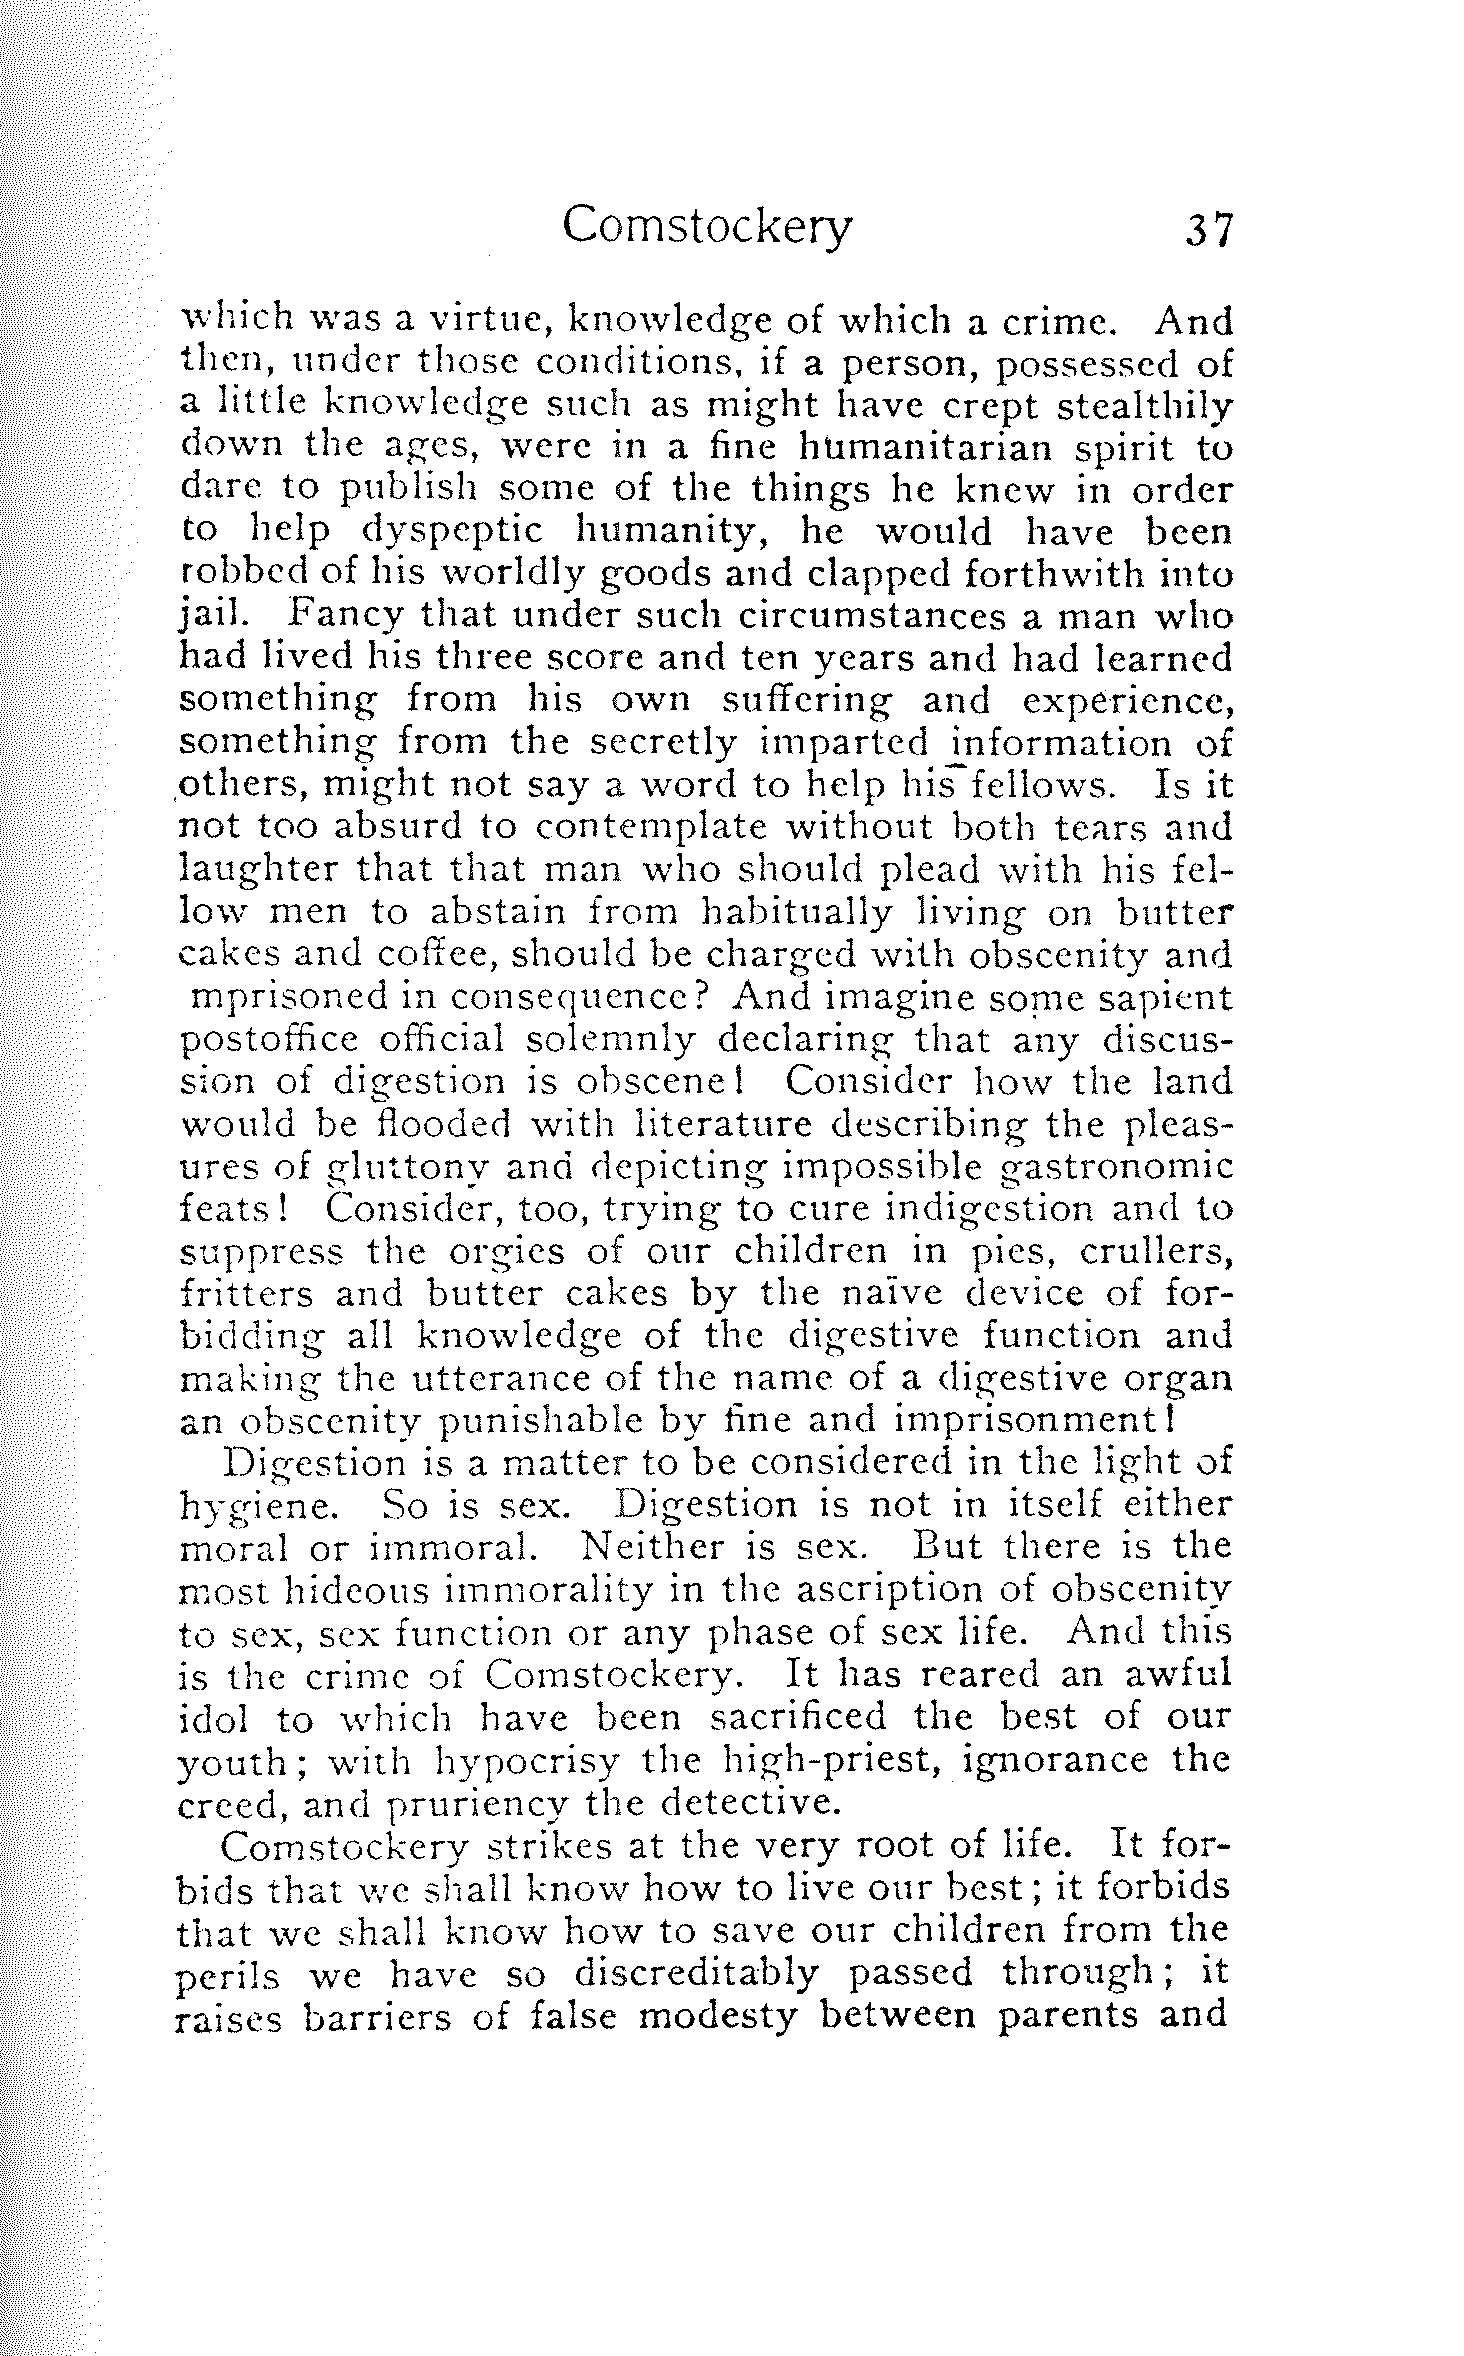 Comstockery 37
which was a virtue, knowledge of which a crime. And
then, under those conditions, if a person, possessed of
a little knowledge such as might have crept stealthily
down the ages, were in a fine humanitarian spirit to
dare to publish some of the things he knew in order
to help dyspeptic humanity, he would have been
robbed of his worldly goods and clapped forthwith into
jail. Fancy that under such circumstances a man who
had lived his three score and ten years and had learned
something from his own suffering and experience,
something from the secretly imparted information of
others, might not say a word to help his fellows. Is it
not too absurd to contemplate without both tears and
laughter that that man who should plead with his fel-
low men to abstain from habitually living on butter
cakes and coffee, should be charged with obscenity and
mprisoned in consequence? And imagine some sapient
postoffice official solemnly declaring that any discus-
sion of digestion is obscene! Consider how the land
would be flooded with literature describing the pleas-
ures of gluttony and depicting impossible gastronomic
feats! Consider, too, trying to cure indigestion and to
suppress the orgies of our children in pies, crullers,
fritters and butter cakes by the naïve device of for-
bidding all knowledge of the digestive function and
making the utterance of the name of a digestive organ
an obscenity punishable by fine and imprisonment!
Digestion is a matter to be considered in the light of
hygiene. So is sex. Digestion is not in itself either
moral or immoral. Neither is sex. But there is the
most hideous immorality in the ascription of obscenity
to sex, sex function or any phase of sex life. And this
is the crime of Comstockery. It has reared an awful
idol to which have been sacrificed the best of our
youth; with hypocrisy the high-priest, ignorance the
creed, and pruriency the detective.
Comstockery strikes at the very root of life. It for-
bids that we shall know how to live our best; it forbids
that we shall know how to save our children from the
perils we have so discreditably passed through; it
raises barriers of false modesty between parents and